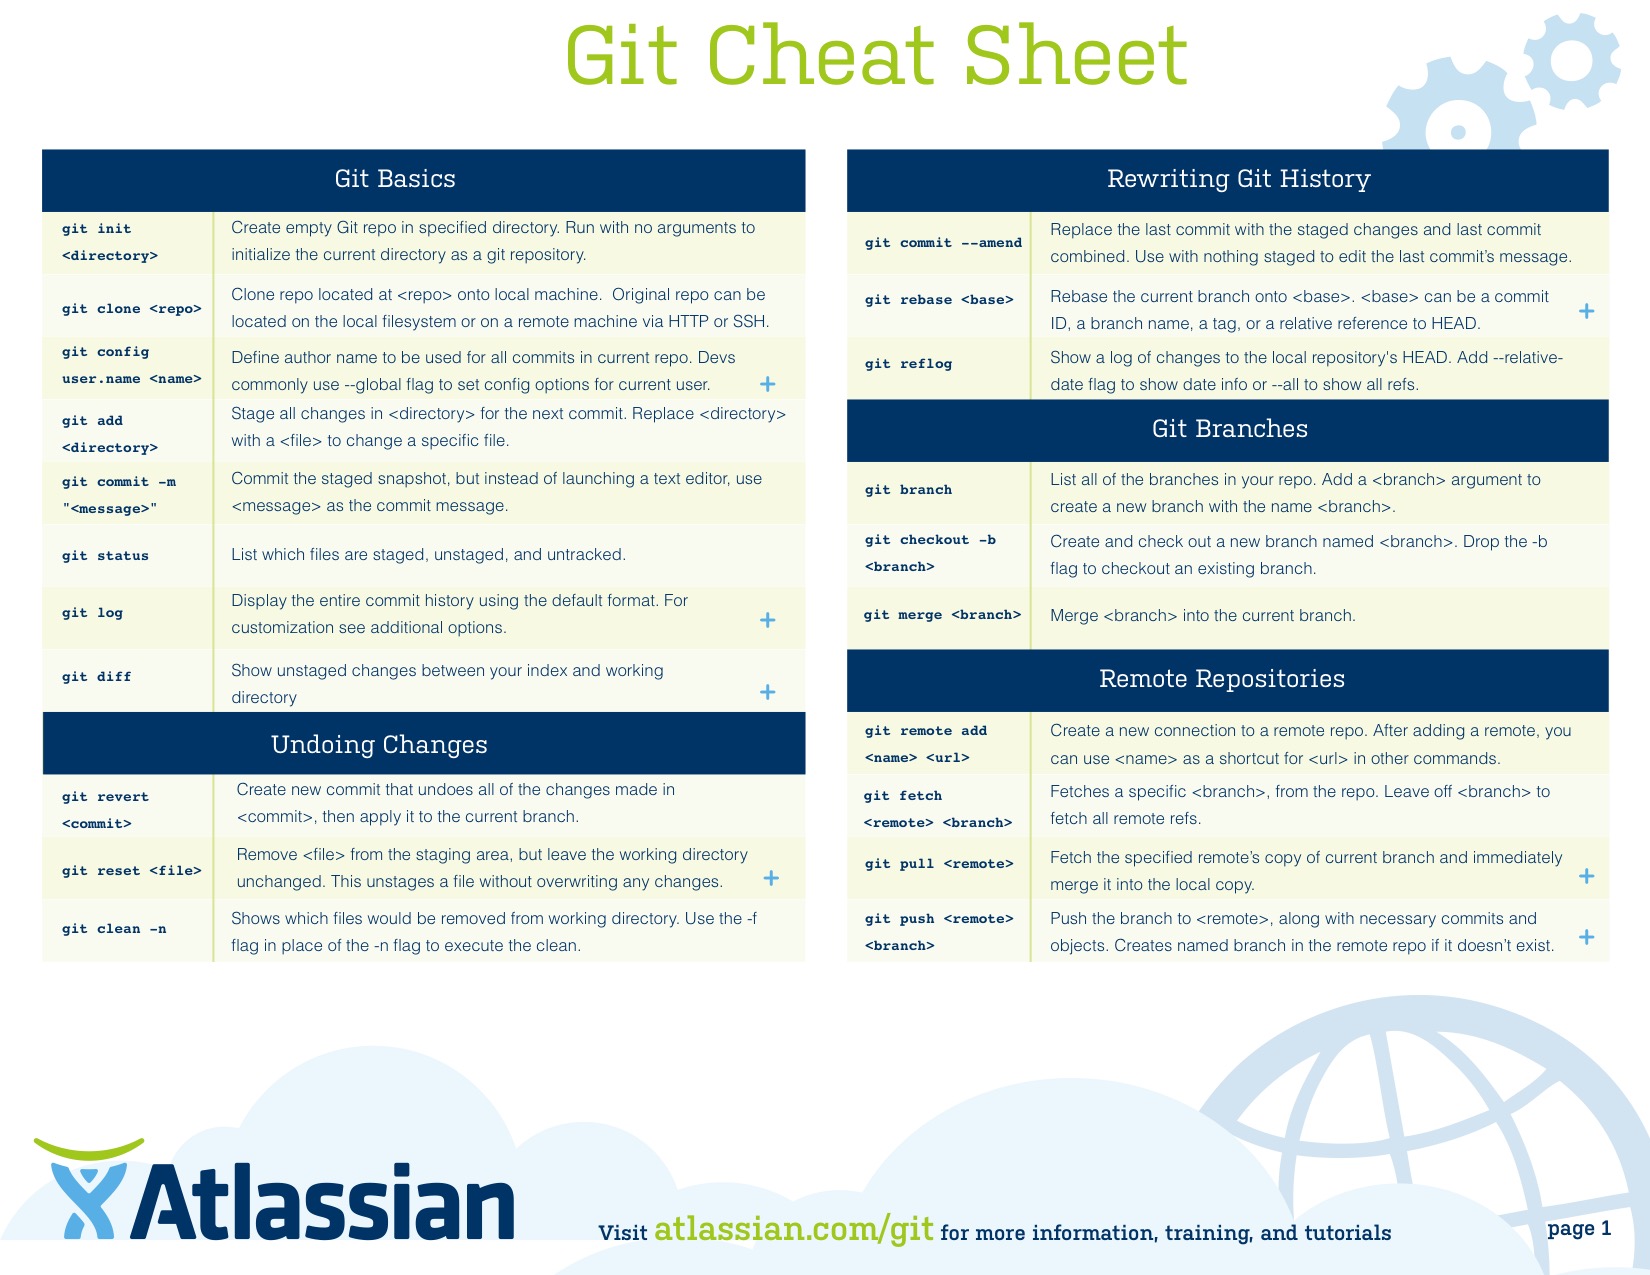 Git Cheat Sheet
Git Basics
git init
<directory>
Create empty Git repo in specified directory. Run with no arguments to
initialize the current directory as a git repository.
git clone <repo>
Clone repo located at <repo> onto local machine.  Original repo can be
located on the local filesystem or on a remote machine via HTTP or SSH.
git config
user.name <name>
Define author name to be used for all commits in current repo. Devs
commonly use --global flag to set config options for current user.
+
git add
<directory>
Stage all changes in <directory> for the next commit. Replace <directory>
with a <file> to change a specific file.
git commit -m
"<message>"
Commit the staged snapshot, but instead of launching a text editor, use
<message> as the commit message.
git status
List which files are staged, unstaged, and untracked.
git log
Display the entire commit history using the default format. For
customization see additional options.
+
git diff
Show unstaged changes between your index and working
directory
+
Undoing Changes
git revert
<commit>
Create new commit that undoes all of the changes made in
<commit>, then apply it to the current branch.
git reset <file>
Remove <file> from the staging area, but leave the working directory
unchanged. This unstages a file without overwriting any changes.
+
git clean -n
Shows which files would be removed from working directory. Use the -f
flag in place of the -n flag to execute the clean.
Rewriting Git History
git commit --amend
Replace the last commit with the staged changes and last commit
combined. Use with nothing staged to edit the last commit’s message.
git rebase <base>
Rebase the current branch onto <base>. <base> can be a commit
ID, a branch name, a tag, or a relative reference to HEAD.
+
git reflog
Show a log of changes to the local repository's HEAD. Add --relative-
date flag to show date info or --all to show all refs.
Git Branches
git branch
List all of the branches in your repo. Add a <branch> argument to
create a new branch with the name <branch>.
git checkout -b
<branch>
Create and check out a new branch named <branch>. Drop the -b
flag to checkout an existing branch.
git merge <branch>
Merge <branch> into the current branch.
Remote Repositories
git remote add
<name> <url>
Create a new connection to a remote repo. After adding a remote, you
can use <name> as a shortcut for <url> in other commands.
git fetch
<remote> <branch>
Fetches a specific <branch>, from the repo. Leave off <branch> to
fetch all remote refs.
git pull <remote>
Fetch the specified remote’s copy of current branch and immediately
merge it into the local copy.
+
git push <remote>
<branch>
Push the branch to <remote>, along with necessary commits and
objects. Creates named branch in the remote repo if it doesn’t exist.
+
Atlassian
Visit atlassian.com/git for more information, training, and tutorials
page 1